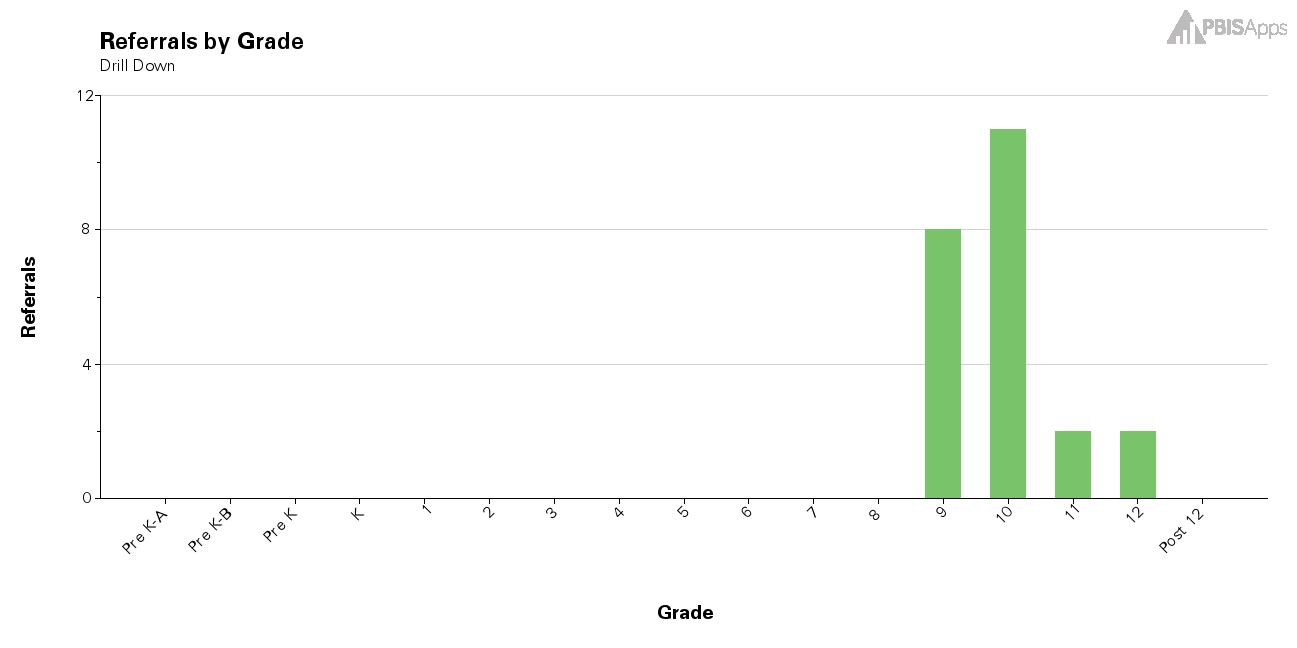 PBISApps
Referrals by Grade
Drill Down
12
8
4
0
Referrals
Pre K-A
Pre K-B
Pre K
K
1
2
3
4
5
6
7
8
9
10
11
12
Post 12
Grade